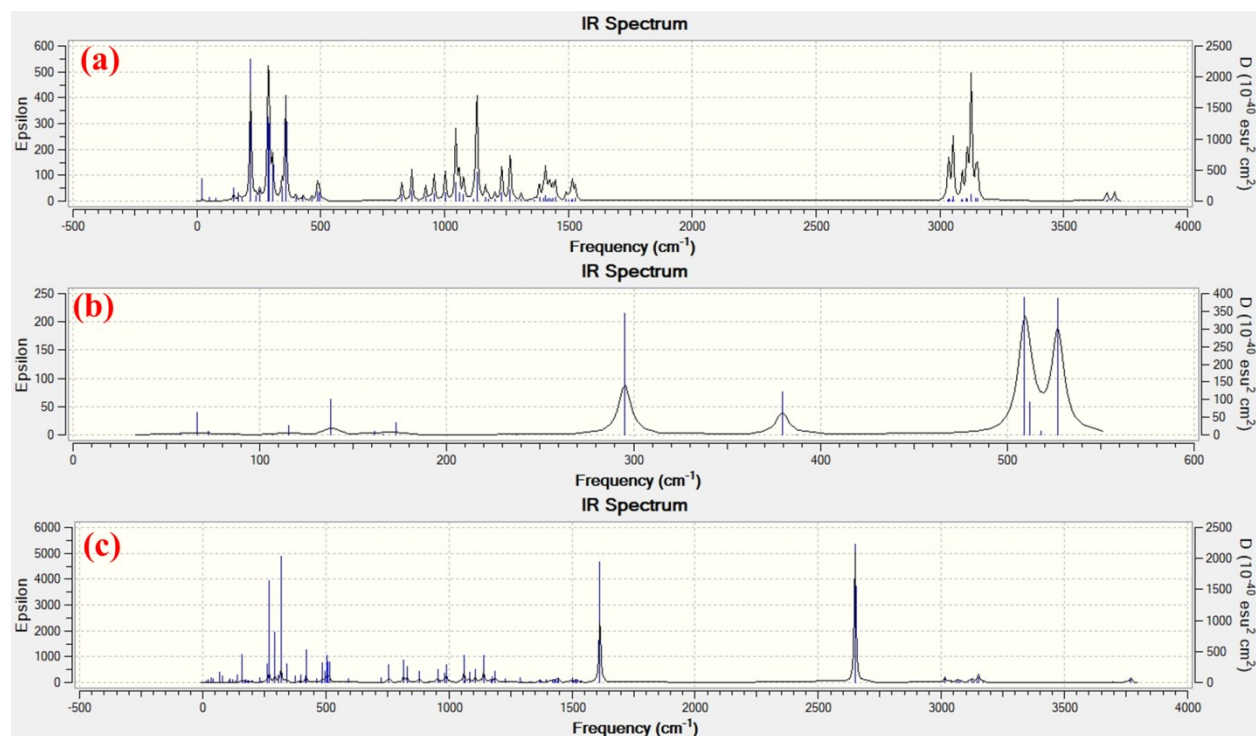 IR Spectrum
(a)
Epsilon
600
500
400
300
200
100
0
D (10⁻⁴⁰ esu² cm²)
2500
2000
1500
1000
500
0
-500 0 500 1000 1500 2000 2500 3000 3500 4000
Frequency (cm⁻¹)
IR Spectrum
(b)
Epsilon
250
200
150
100
50
0
D (10⁻⁴⁰ esu² cm²)
400
350
300
250
200
150
100
50
0
0 100 200 300 400 500 600
Frequency (cm⁻¹)
IR Spectrum
(c)
Epsilon
6000
5000
4000
3000
2000
1000
0
D (10⁻⁴⁰ esu² cm²)
2500
2000
1500
1000
500
0
-500 0 500 1000 1500 2000 2500 3000 3500 4000
Frequency (cm⁻¹)